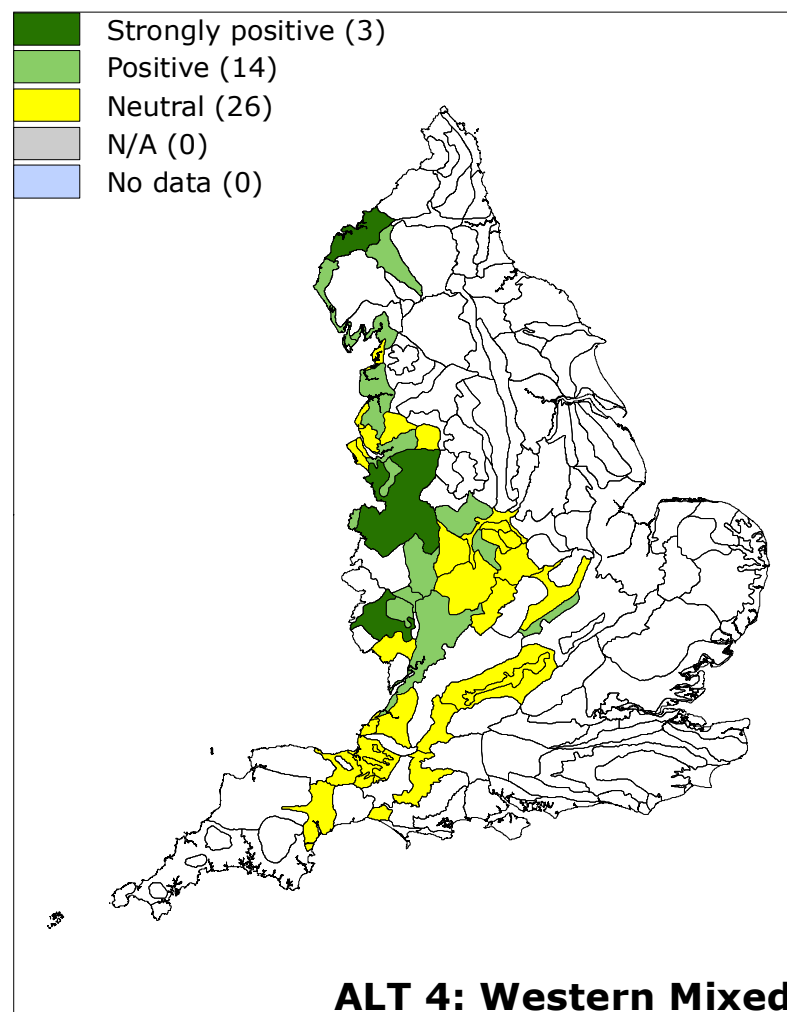 Strongly positive (3)
Positive (14)
Neutral (26)
N/A (0)
No data (0)
ALT 4: Western Mixed